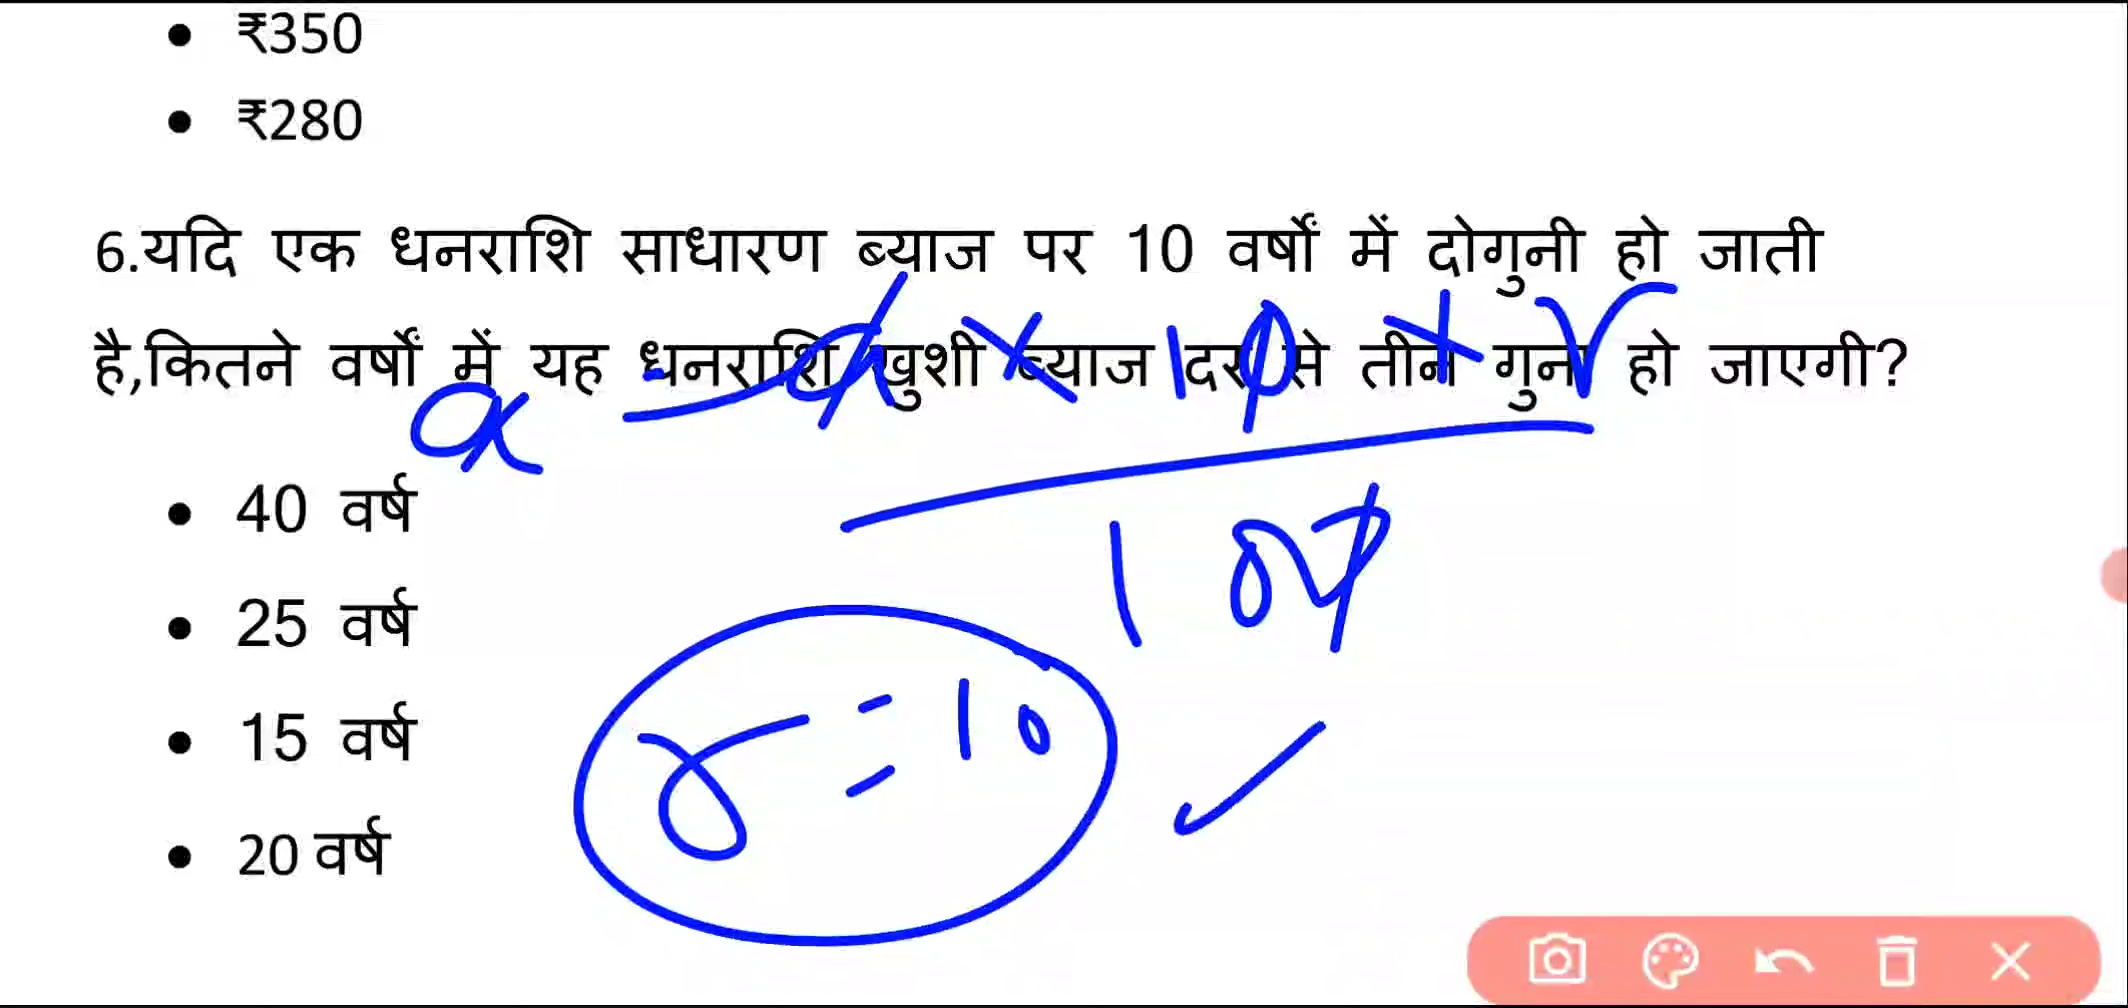 • ₹350
• ₹280
6.यदि एक धनराशि साधारण ब्याज पर 10 वर्षों में दोगुनी हो जाती
है,कितने वर्षों में यह धनराशि खुशी ब्याज दर से तीन गुना हो जाएगी?
x = x × 10 × r
100
• 40 वर्ष
• 25 वर्ष
• 15 वर्ष
r = 10
• 20 वर्ष